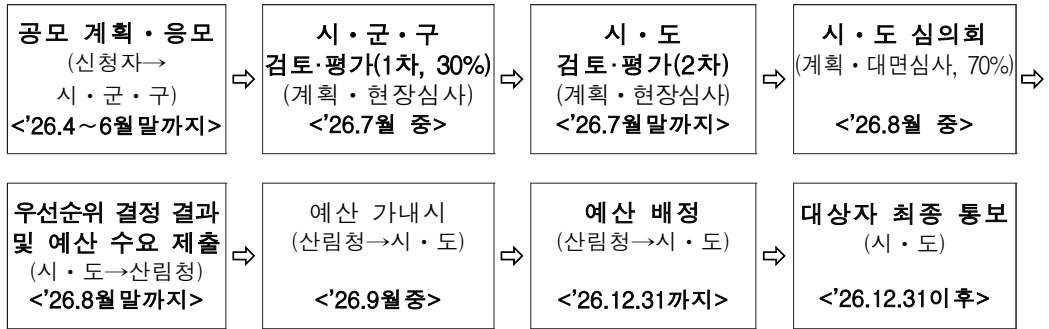 공모 계획・응모
(신청자→
시・군・구)
<’26.4～6월말까지>
⇨
시・군・구
검토·평가(1차, 30%)
(계획・현장심사)
<’26.7월 중>
⇨
시・도
검토·평가(2차)
(계획・현장심사)
<’26.7월말까지>
⇨
시・도 심의회
(계획・대면심사, 70%)
<’26.8월 중>
⇨
우선순위 결정 결과
및 예산 수요 제출
(시・도→산림청)
<’26.8월말까지>
⇨
예산 가내시
(산림청→시・도)
<’26.9월중>
⇨
예산 배정
(산림청→시・도)
<’26.12.31까지>
⇨
대상자 최종 통보
(시・도)
<’26.12.31이후>